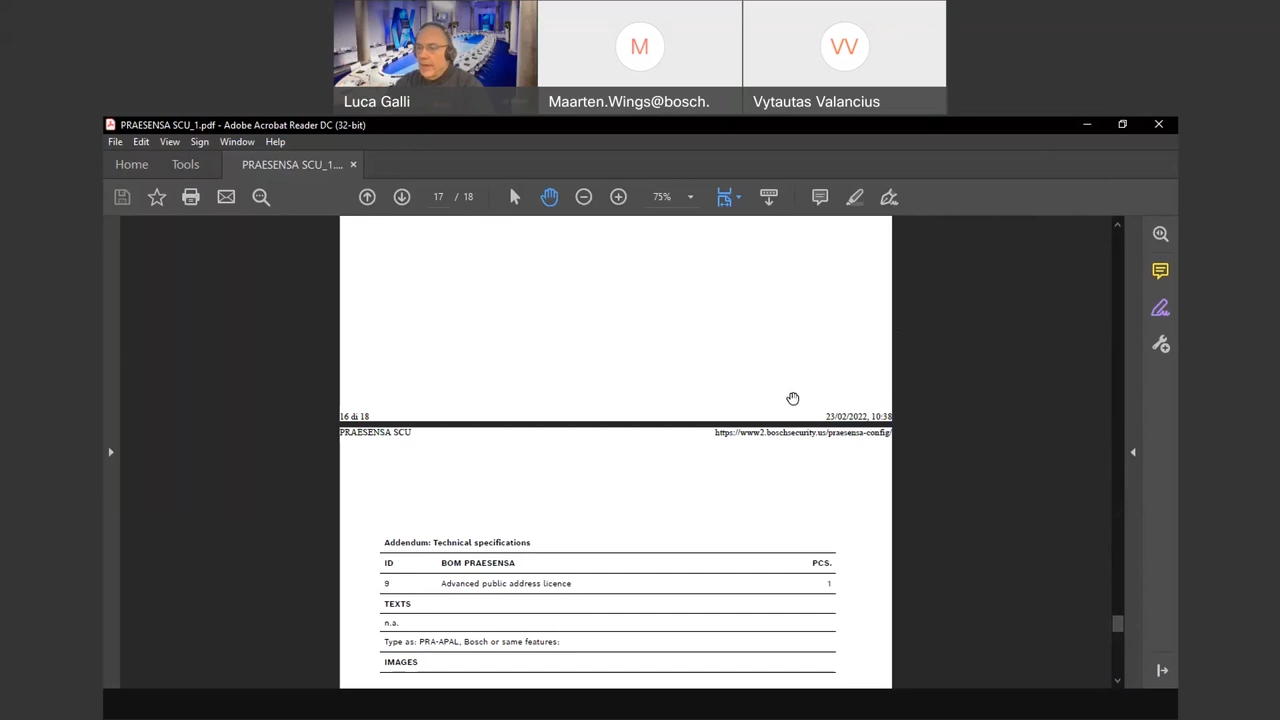 M
VV
Luca Galli
Maarten.Wings@bosch.
Vytautas Valancius
PRAESENSA SCU_1.pdf - Adobe Acrobat Reader DC (32-bit)
File Edit View Sign Window Help
Home Tools PRAESENSA SCU_1....
17 / 18 75%
16 di 18 23/02/2022, 10:38
PRAESENSA SCU https://www2.boschsecurity.us/praesensa-config/
Addendum: Technical specifications
ID BOM PRAESENSA PCS.
9 Advanced public address licence 1
TEXTS
n.a.
Type as: PRA-APAL, Bosch or same features:
IMAGES